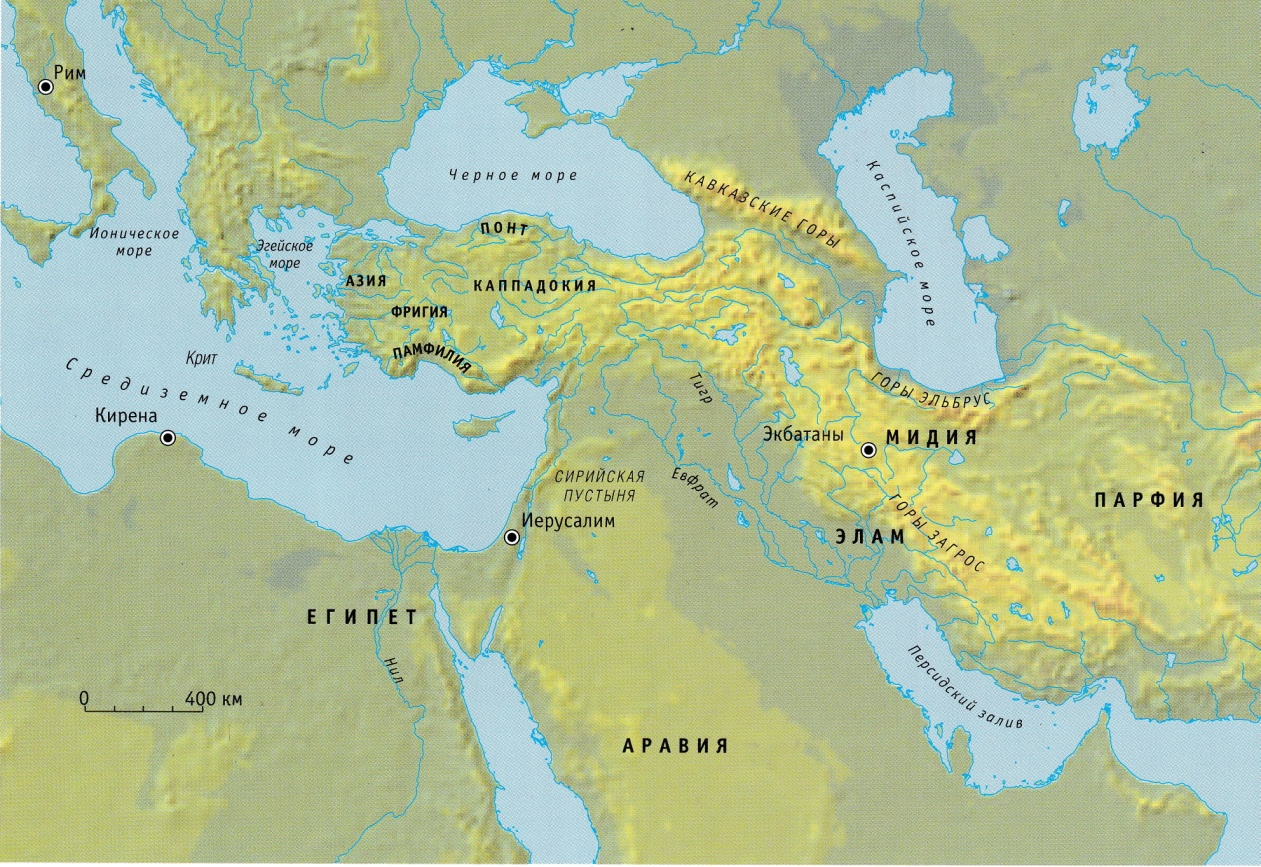 Рим
Черное море
КАВКАЗСКИЕ ГОРЫ
Каспийское море
Ионическое
море
Эгейское
море
ПОНТ
АЗИЯ
КАППАДОКИЯ
ФРИГИЯ
ПАМФИЛИЯ
Крит
Средиземное море
Кирена
Тигр
ГОРЫ ЭЛЬБРУС
Экбатаны
МИДИЯ
СИРИЙСКАЯ
ПУСТЫНЯ
Евфрат
ПАРФИЯ
Иерусалим
ЭЛАМ
ГОРЫ ЗАГРОС
ЕГИПЕТ
Нил
Персидский залив
0 400 км
АРАВИЯ